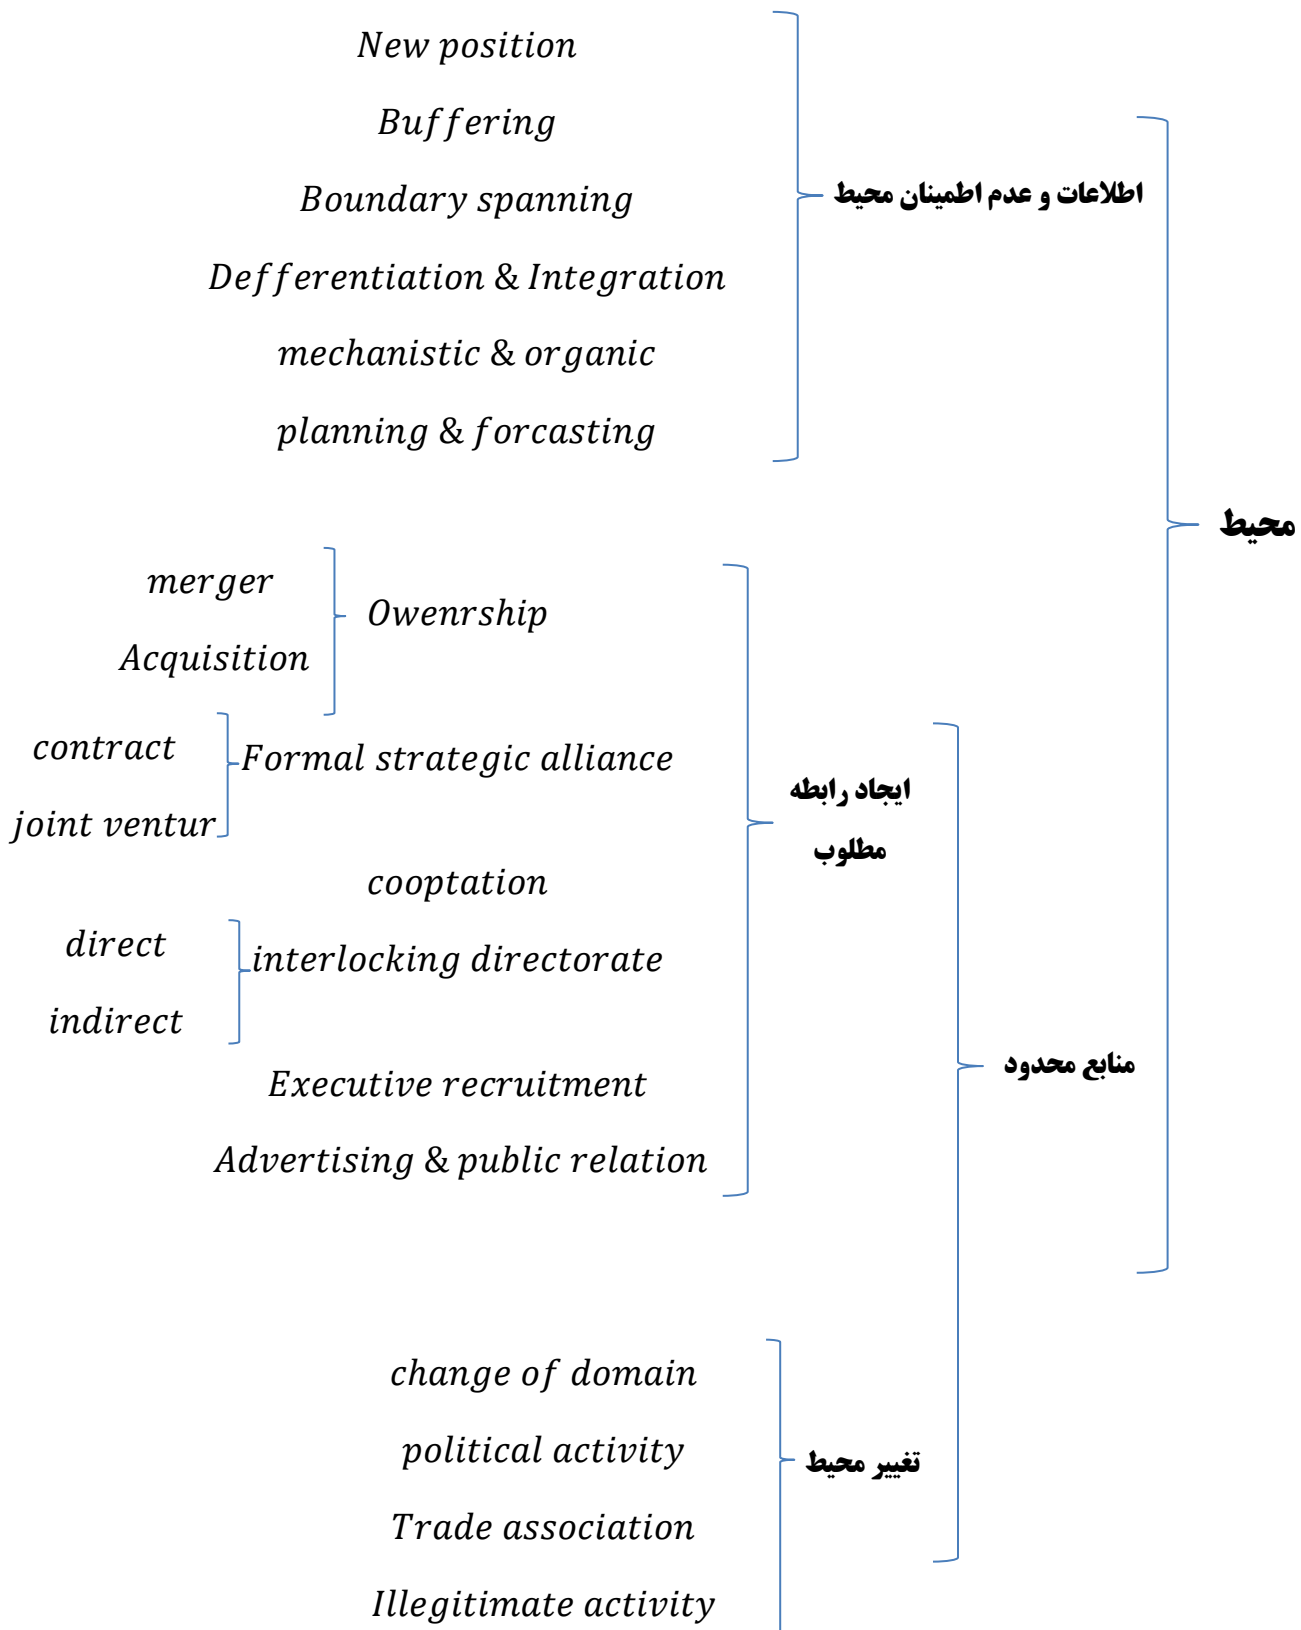 محیط
اطلاعات و عدم اطمینان محیط
New position
Buffering
Boundary spanning
Defferentiation & Integration
mechanistic & organic
planning & forcasting
منابع محدود
ایجاد رابطه
مطلوب
Owenrship
merger
Acquisition
Formal strategic alliance
contract
joint ventur
cooptation
interlocking directorate
direct
indirect
Executive recruitment
Advertising & public relation
تغییر محیط
change of domain
political activity
Trade association
Illegitimate activity